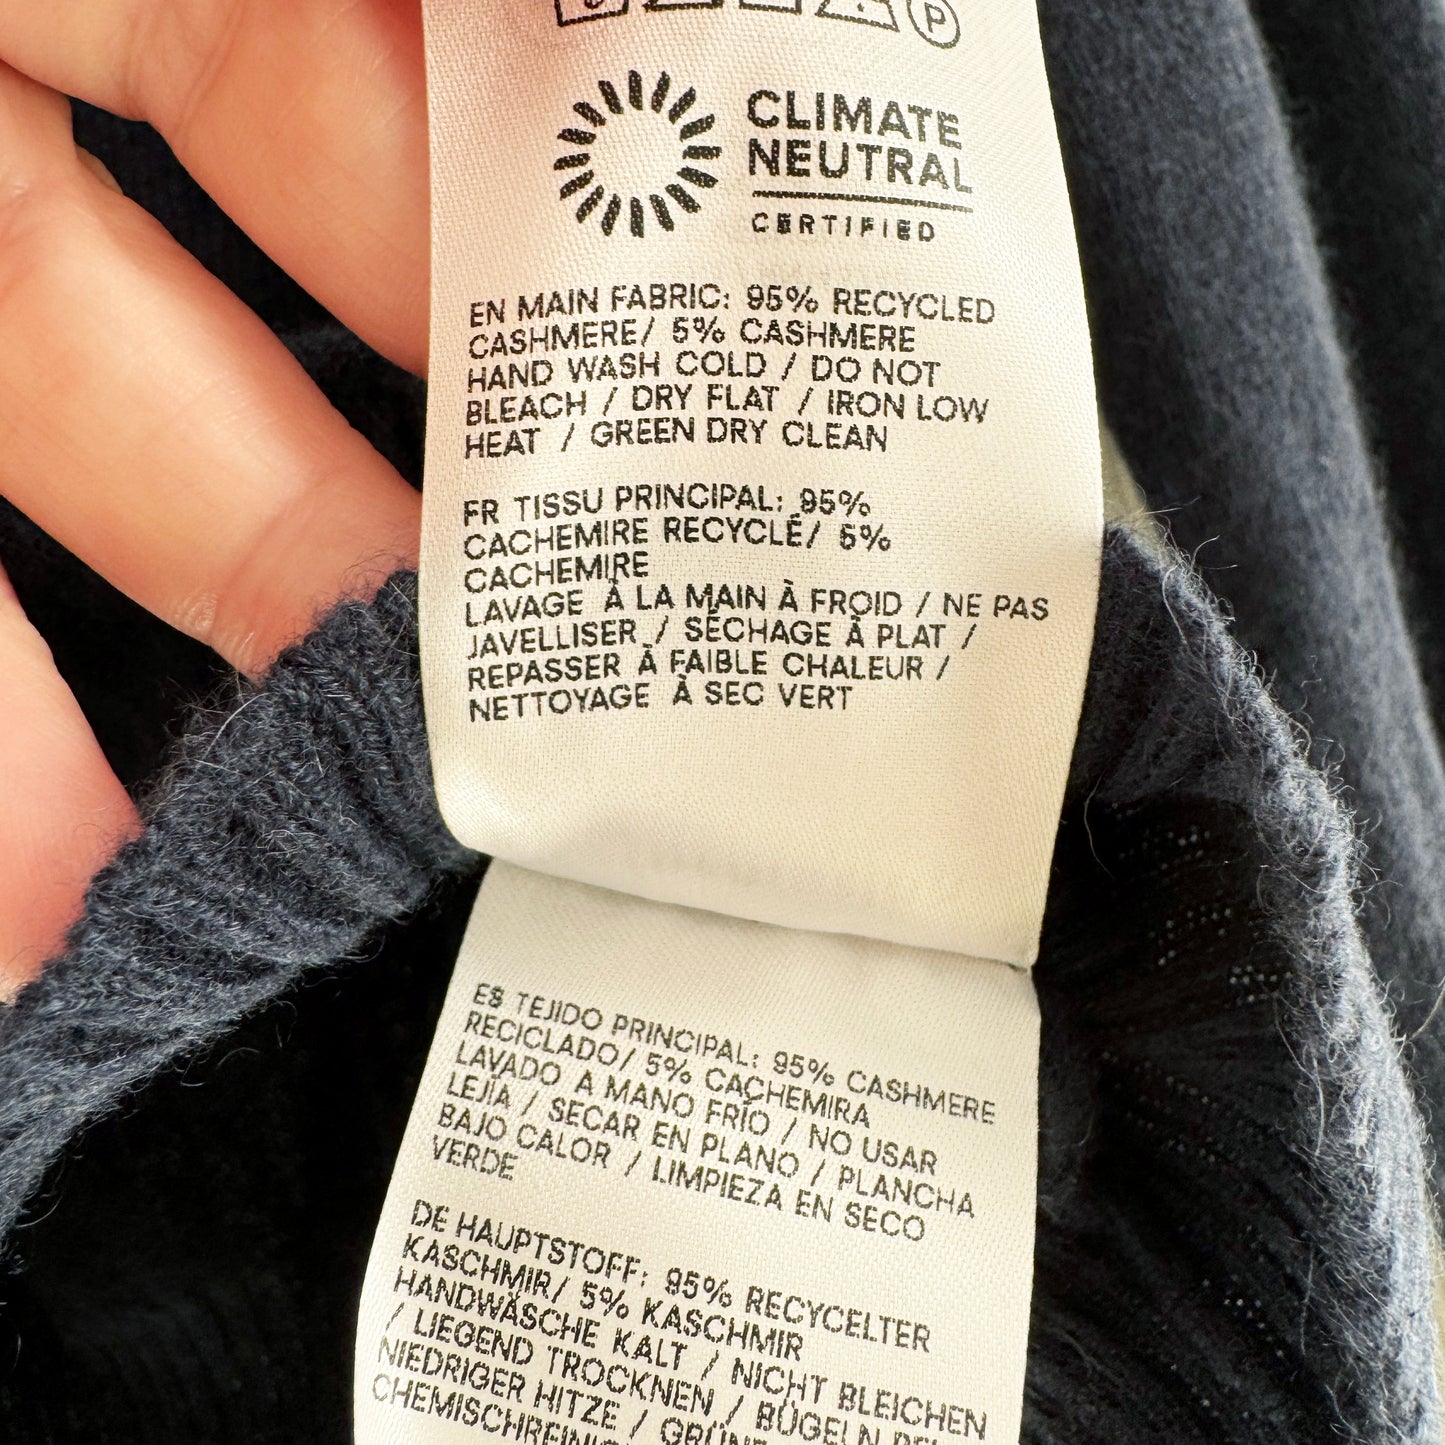 P
CLIMATE
NEUTRAL
CERTIFIED
EN MAIN FABRIC: 95% RECYCLED
CASHMERE/ 5% CASHMERE
HAND WASH COLD / DO NOT
BLEACH / DRY FLAT / IRON LOW
HEAT / GREEN DRY CLEAN
FR TISSU PRINCIPAL: 95%
CACHEMIRE RECYCLÉ/ 5%
CACHEMIRE
LAVAGE À LA MAIN À FROID / NE PAS
JAVELLISER / SÉCHAGE À PLAT /
REPASSER À FAIBLE CHALEUR /
NETTOYAGE À SEC VERT
ES TEJIDO PRINCIPAL: 95% CASHMERE
RECICLADO/ 5% CACHEMIRA
LAVADO A MANO FRÍO / NO USAR
LEJÍA / SECAR EN PLANO / PLANCHA
BAJO CALOR / LIMPIEZA EN SECO
VERDE
DE HAUPTSTOFF: 95% RECYCELTER
KASCHMIR/ 5% KASCHMIR
HANDWÄSCHE KALT / NICHT BLEICHEN
/ LIEGEND TROCKNEN / BÜGELN BEI
NIEDRIGER HITZE / GRÜNE